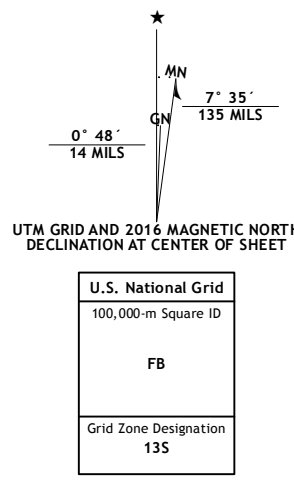 ★
MN
7° 35´
135 MILS
GN
0° 48´
14 MILS
UTM GRID AND 2016 MAGNETIC NORTH
DECLINATION AT CENTER OF SHEET
U.S. National Grid
100,000-m Square ID
FB
Grid Zone Designation
13S